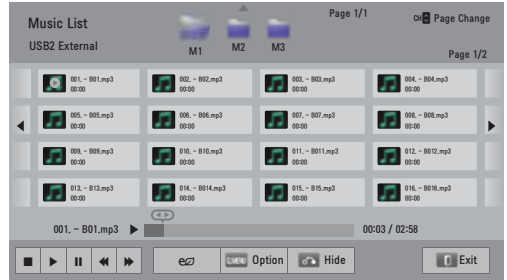 Music List
Page 1/1
CH Page Change
USB2 External
M1
M2
M3
Page 1/2
001. - B01.mp3
00:00
002. - B02.mp3
00:00
003. - B03.mp3
00:00
004. - B04.mp3
00:00
005. - B05.mp3
00:00
006. - B06.mp3
00:00
007. - B07.mp3
00:00
008. - B08.mp3
00:00
009. - B09.mp3
00:00
010. - B10.mp3
00:00
011. - B011.mp3
00:00
012. - B012.mp3
00:00
013. - B13.mp3
00:00
014. - B014.mp3
00:00
015. - B15.mp3
00:00
016. - B016.mp3
00:00
001. - B01.mp3
00:03 / 02:58
Q.MENU Option
Hide
Exit